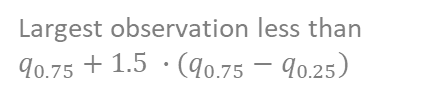 Largest observation less than
q₀.₇₅ + 1.5 · (q₀.₇₅ − q₀.₂₅)